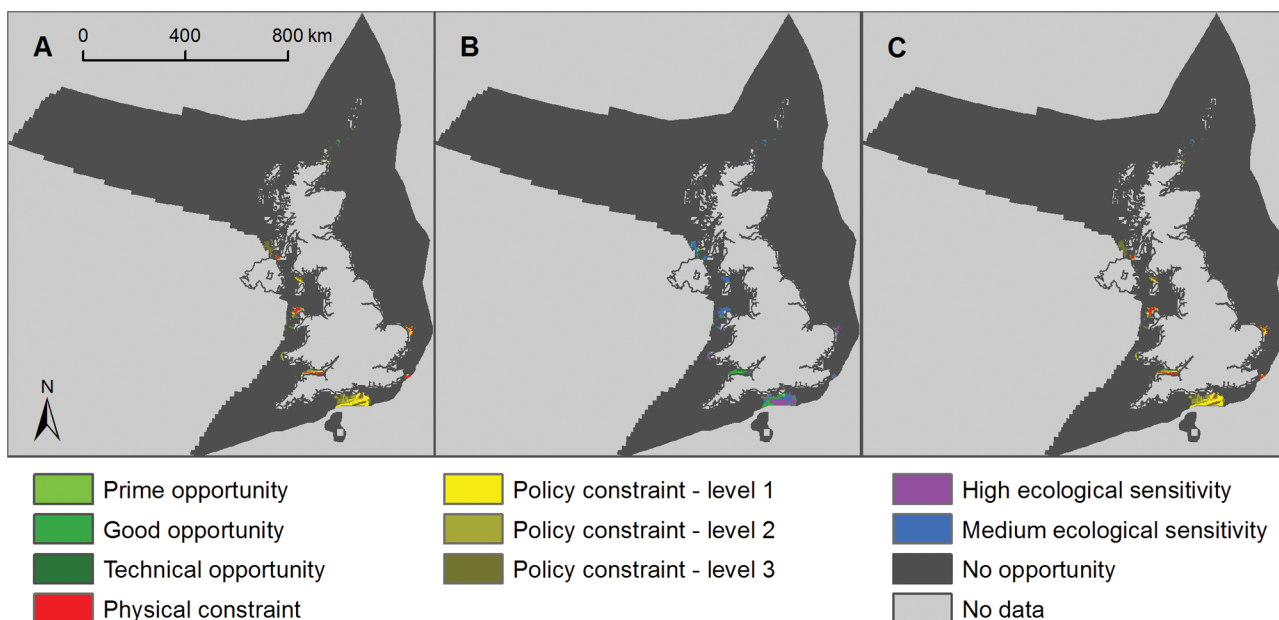 A
0 400 800 km
B
C
N
Prime opportunity
Good opportunity
Technical opportunity
Physical constraint
Policy constraint - level 1
Policy constraint - level 2
Policy constraint - level 3
High ecological sensitivity
Medium ecological sensitivity
No opportunity
No data